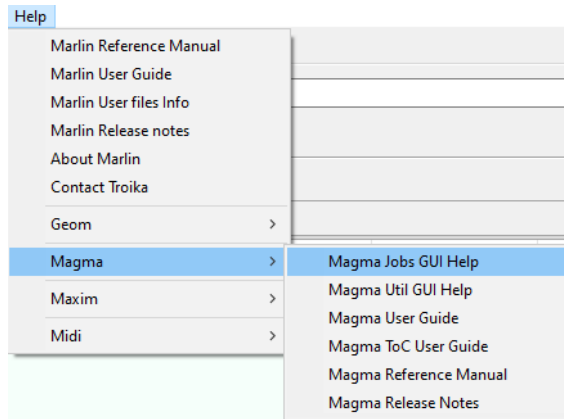 Help
Marlin Reference Manual
Marlin User Guide
Marlin User files Info
Marlin Release notes
About Marlin
Contact Troika
Geom
Magma
Maxim
Midi
Magma Jobs GUI Help
Magma Util GUI Help
Magma User Guide
Magma ToC User Guide
Magma Reference Manual
Magma Release Notes